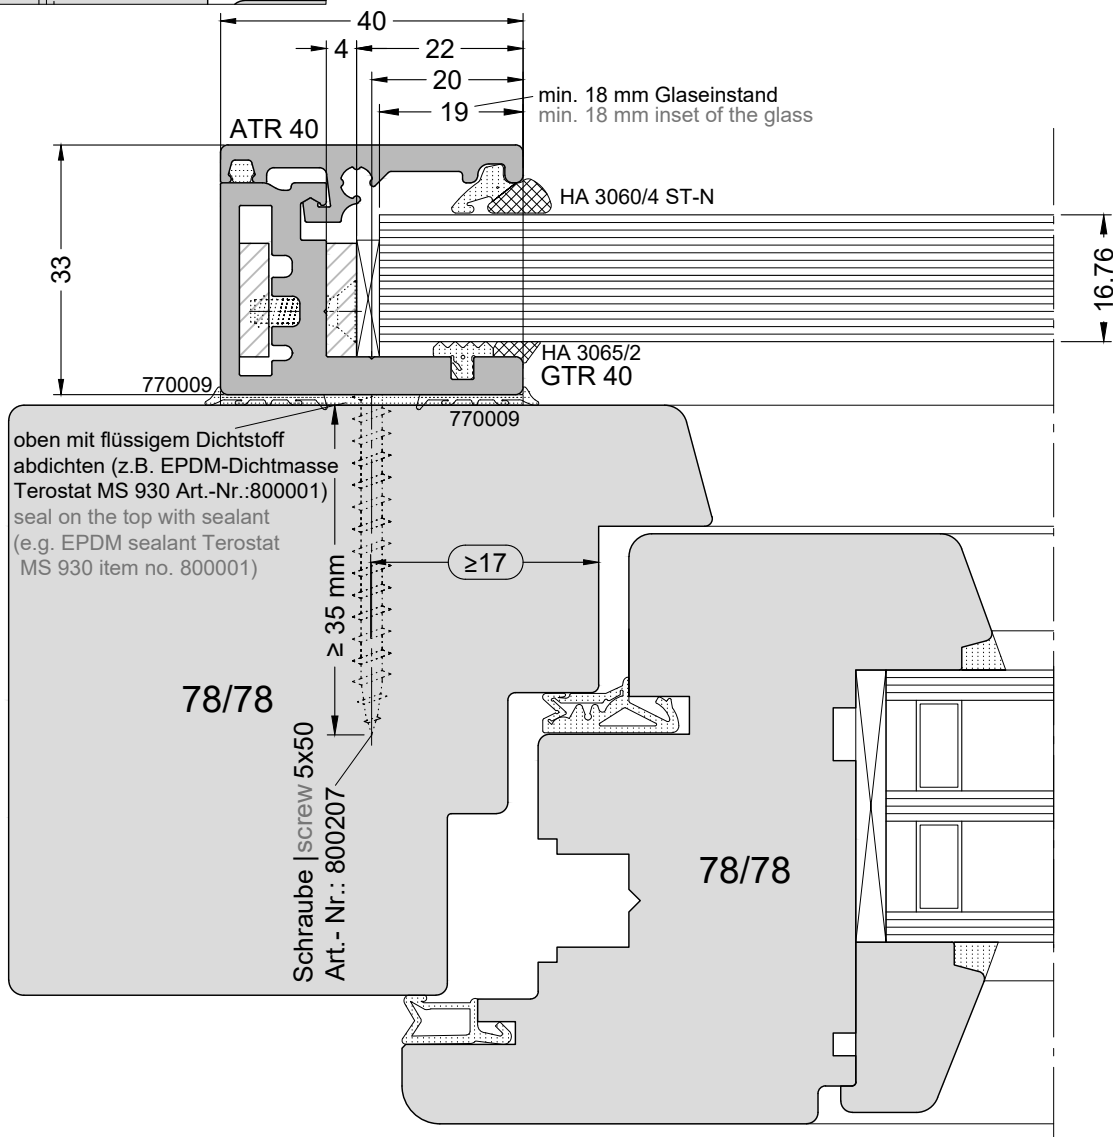 40
4
22
20
19
min. 18 mm Glaseinstand
min. 18 mm inset of the glass
ATR 40
HA 3060/4 ST-N
33
16,76
HA 3065/2
GTR 40
770009
770009
oben mit flüssigem Dichtstoff
abdichten (z.B. EPDM-Dichtmasse
Terostat MS 930 Art.-Nr.:800001)
seal on the top with sealant
(e.g. EPDM sealant Terostat
MS 930 item no. 800001)
≥17
≥ 35 mm
78/78
Schraube | screw 5x50
Art.- Nr.: 800207
78/78